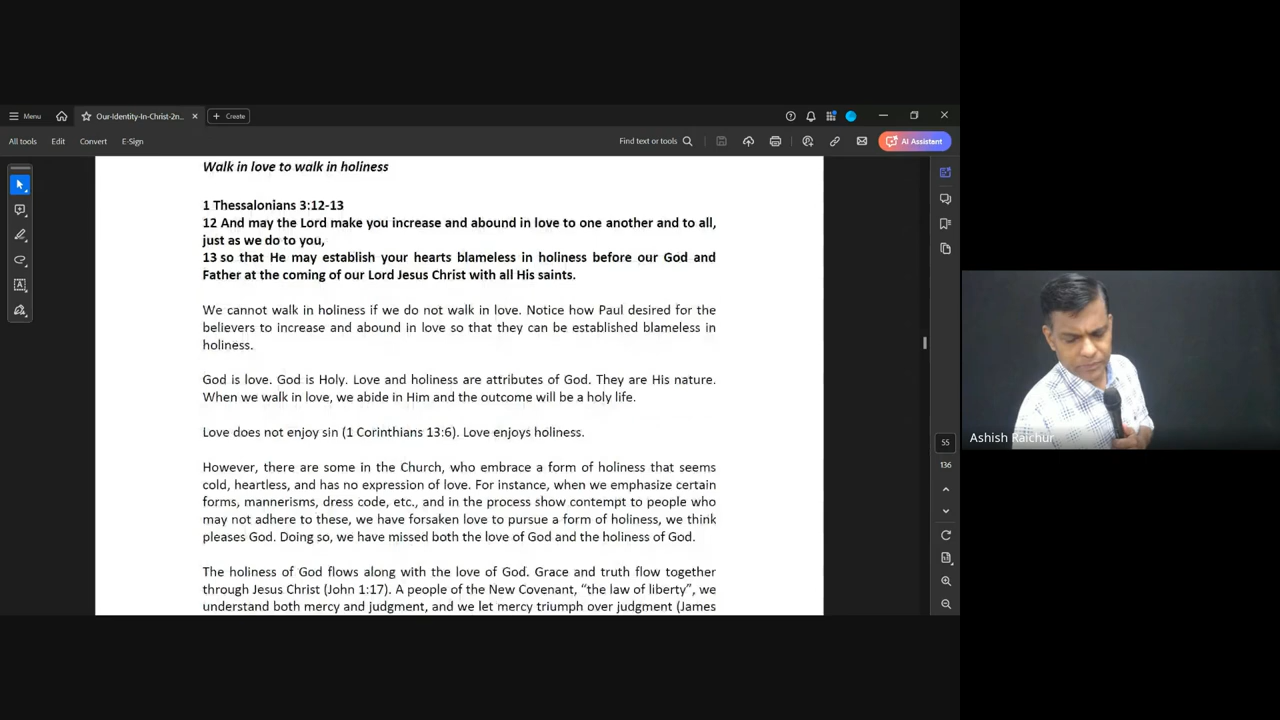 Menu
Our-Identity-In-Christ-2n...
Create
All tools
Edit
Convert
E-Sign
Find text or tools
AI Assistant
Walk in love to walk in holiness
1 Thessalonians 3:12-13
12 And may the Lord make you increase and abound in love to one another and to all,
just as we do to you,
13 so that He may establish your hearts blameless in holiness before our God and
Father at the coming of our Lord Jesus Christ with all His saints.
We cannot walk in holiness if we do not walk in love. Notice how Paul desired for the
believers to increase and abound in love so that they can be established blameless in
holiness.
God is love. God is Holy. Love and holiness are attributes of God. They are His nature.
When we walk in love, we abide in Him and the outcome will be a holy life.
Love does not enjoy sin (1 Corinthians 13:6). Love enjoys holiness.
However, there are some in the Church, who embrace a form of holiness that seems
cold, heartless, and has no expression of love. For instance, when we emphasize certain
forms, mannerisms, dress code, etc., and in the process show contempt to people who
may not adhere to these, we have forsaken love to pursue a form of holiness, we think
pleases God. Doing so, we have missed both the love of God and the holiness of God.
The holiness of God flows along with the love of God. Grace and truth flow together
through Jesus Christ (John 1:17). A people of the New Covenant, “the law of liberty”, we
understand both mercy and judgment, and we let mercy triumph over judgment (James
55
136
Ashish Raichur